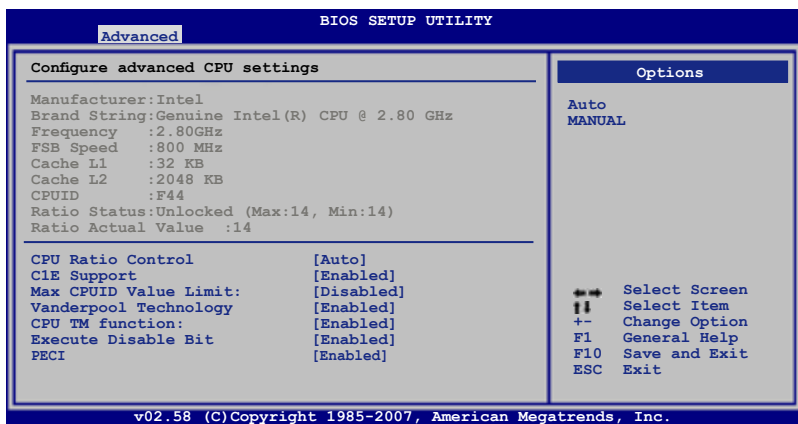 BIOS SETUP UTILITY
Advanced
Configure advanced CPU settings
Manufacturer:Intel
Brand String:Genuine Intel(R) CPU @ 2.80 GHz
Frequency :2.80GHz
FSB Speed :800 MHz
Cache L1 :32 KB
Cache L2 :2048 KB
CPUID :F44
Ratio Status:Unlocked (Max:14, Min:14)
Ratio Actual Value :14
CPU Ratio Control [Auto]
C1E Support [Enabled]
Max CPUID Value Limit: [Disabled]
Vanderpool Technology [Enabled]
CPU TM function: [Enabled]
Execute Disable Bit [Enabled]
PECI [Enabled]
Options
Auto
MANUAL
Select Screen
Select Item
+- Change Option
F1 General Help
F10 Save and Exit
ESC Exit
v02.58 (C)Copyright 1985-2007, American Megatrends, Inc.